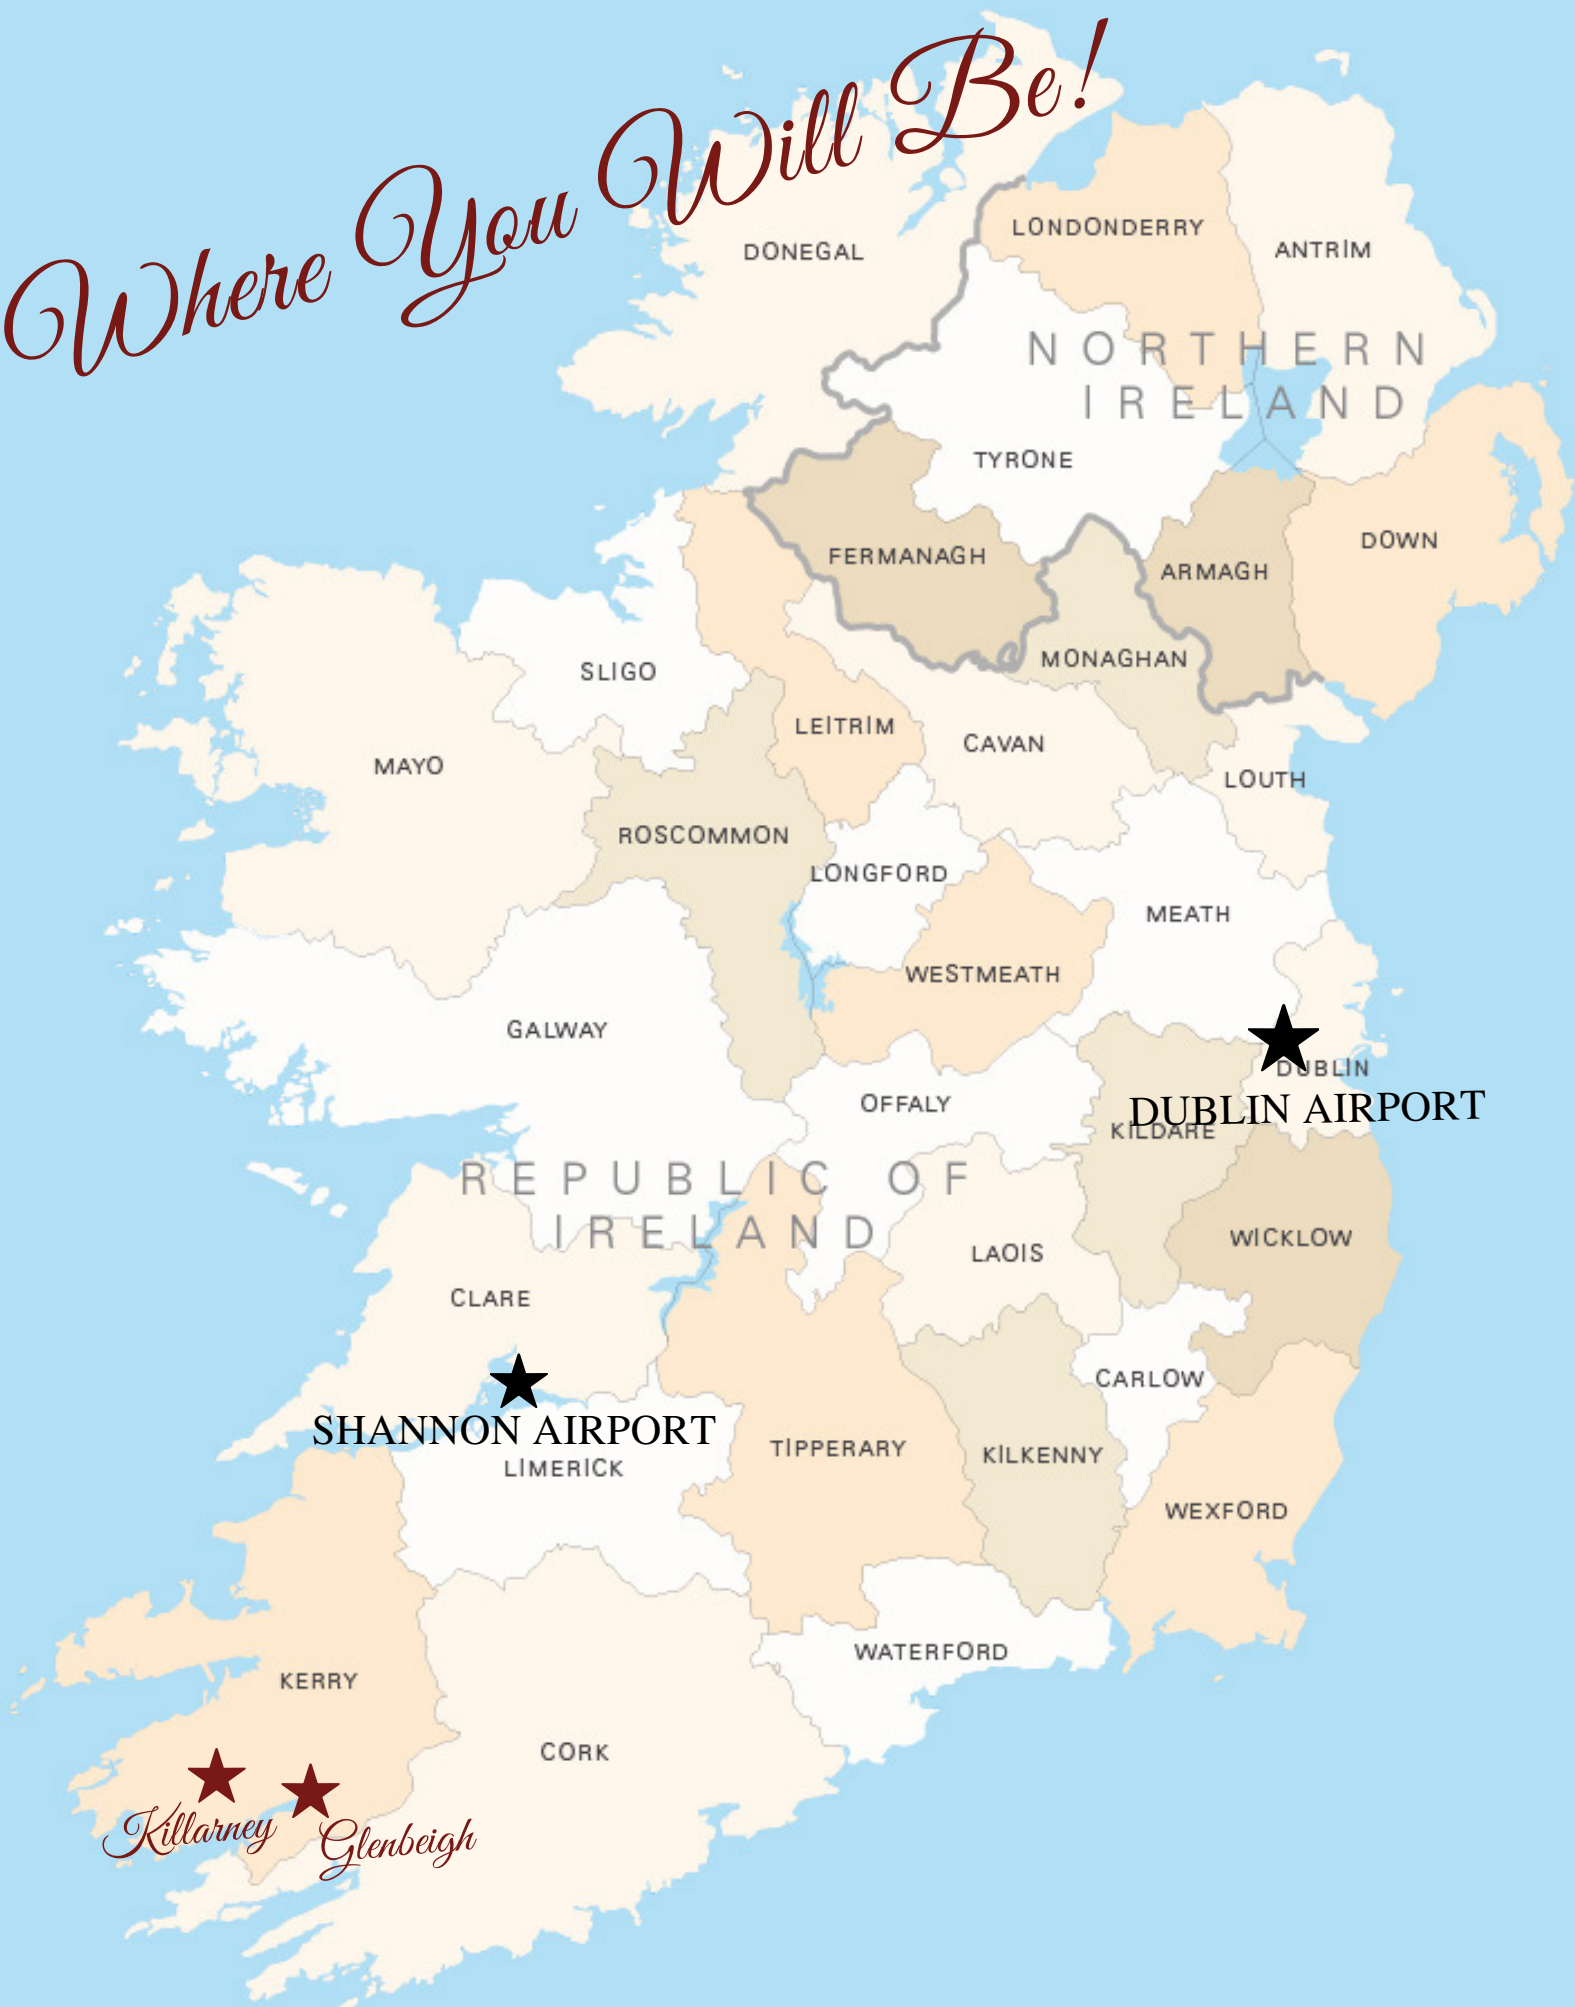 Where You Will Be!
LONDONDERRY
DONEGAL
ANTRIM
NORTHERN
IRELAND
TYRONE
DOWN
FERMANAGH
ARMAGH
MONAGHAN
SLIGO
LEITRIM
CAVAN
MAYO
LOUTH
ROSCOMMON
LONGFORD
MEATH
WESTMEATH
GALWAY
DUBLIN
OFFALY
DUBLIN AIRPORT
KILDARE
REPUBLIC OF
IRELAND
WICKLOW
LAOIS
CLARE
CARLOW
SHANNON AIRPORT
TIPPERARY
KILKENNY
LIMERICK
WEXFORD
WATERFORD
KERRY
CORK
Killarney
Glenbeigh